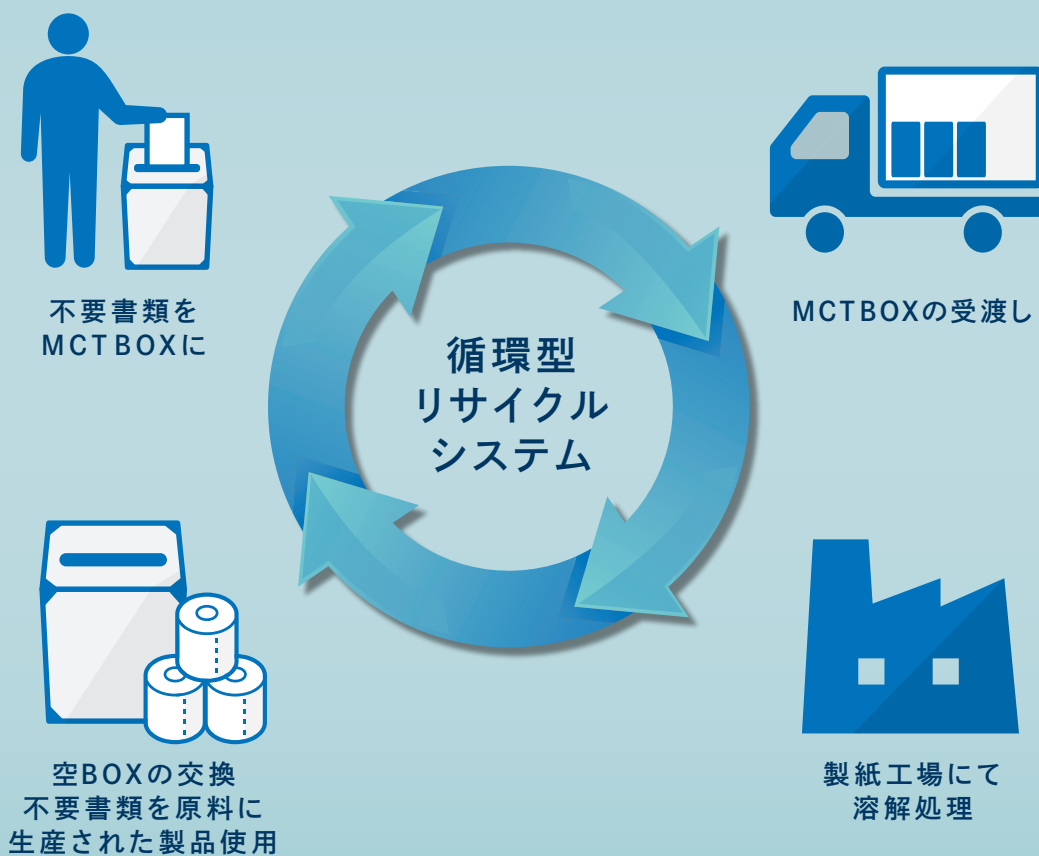 不要書類を
MCTBOXに
MCTBOXの受渡し
循環型
リサイクル
システム
空BOXの交換
不要書類を原料に
生産された製品使用
製紙工場にて
溶解処理